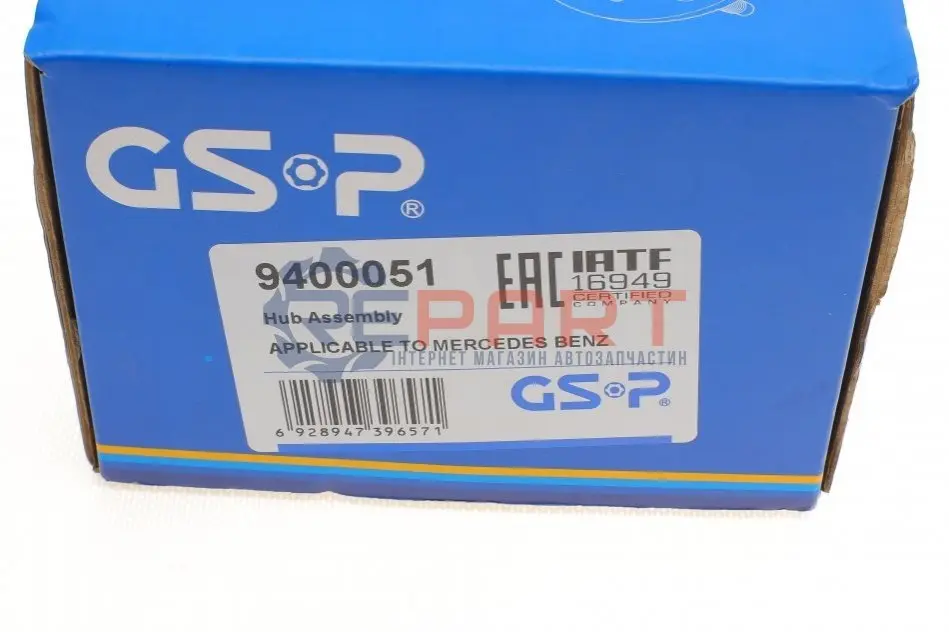 GSP®
9400051
EAC
IATF
16949
CERTIFIED
COMPANY
Hub Assembly
REPART
APPLICABLE TO MERCEDES BENZ
ІНТЕРНЕТ МАГАЗИН АВТОЗАПЧАСТИН
GSP®
6 928947 396571